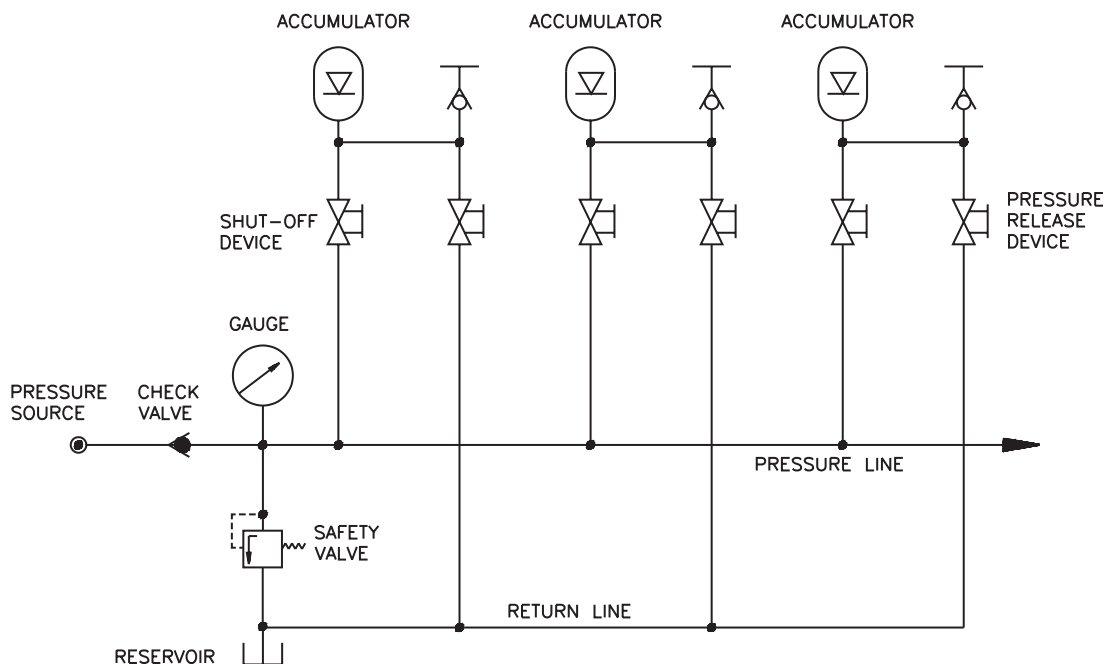 ACCUMULATOR
ACCUMULATOR
ACCUMULATOR
SHUT-OFF
DEVICE
PRESSURE
RELEASE
DEVICE
GAUGE
PRESSURE
SOURCE
CHECK
VALVE
PRESSURE LINE
SAFETY
VALVE
RETURN LINE
RESERVOIR